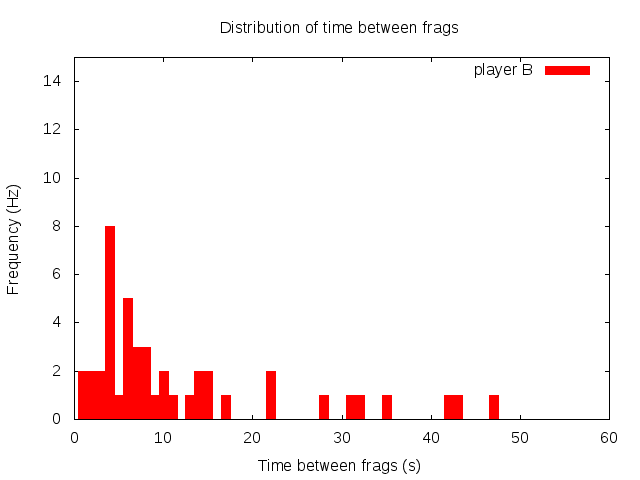 Distribution of time between frags
player B
Frequency (Hz)
14
12
10
8
6
4
2
0
0 10 20 30 40 50 60
Time between frags (s)